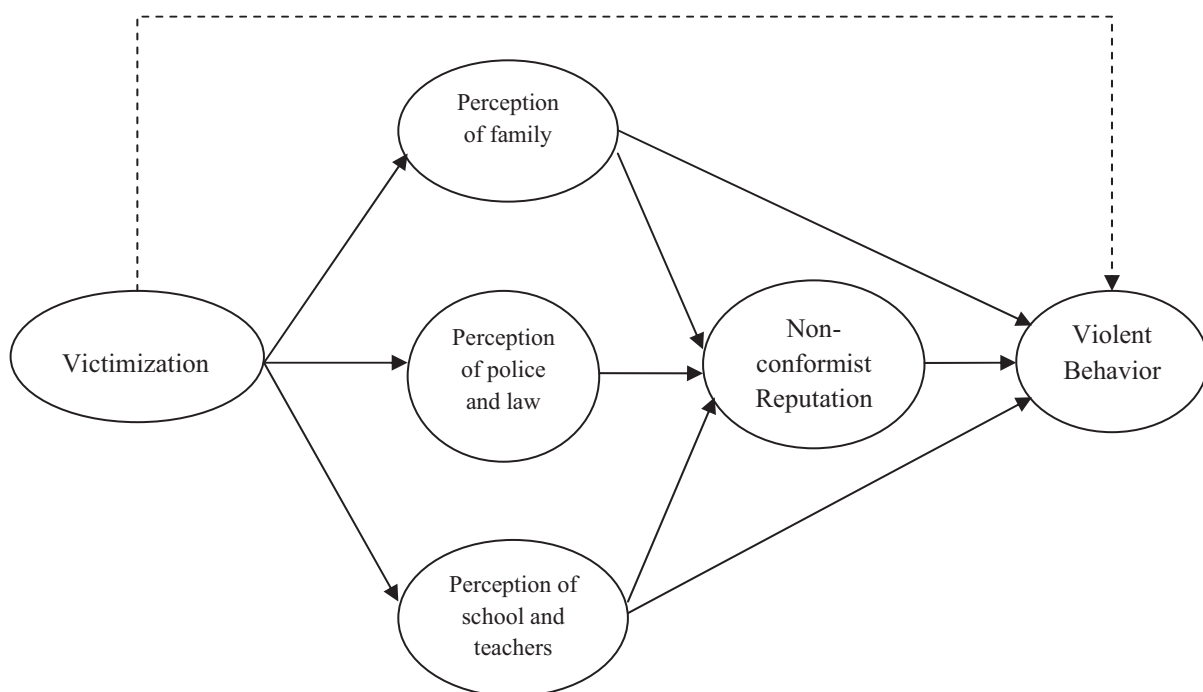 Perception
of family
Victimization
Perception
of police
and law
Non-
conformist
Reputation
Violent
Behavior
Perception of
school and
teachers